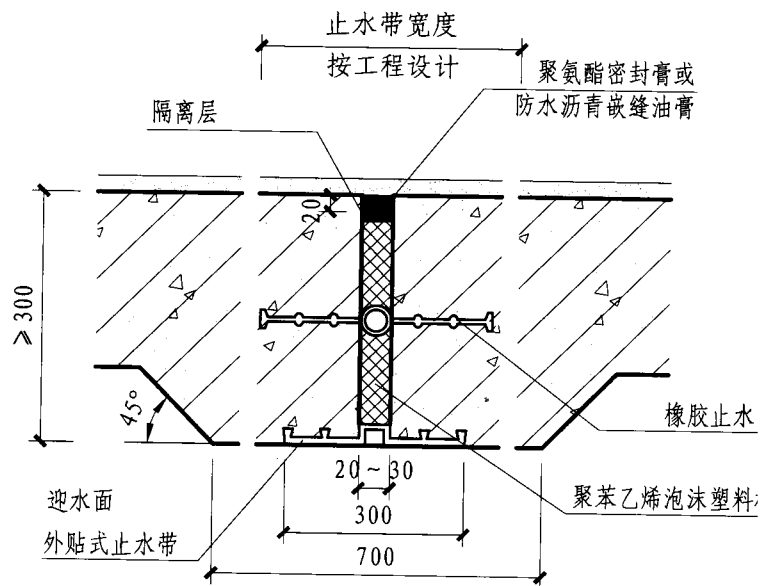 止水带宽度
按工程设计
聚氨酯密封膏或
防水沥青嵌缝油膏
隔离层
20
≥300
45°
橡胶止水
20~30
迎水面
聚苯乙烯泡沫塑料
300
外贴式止水带
700